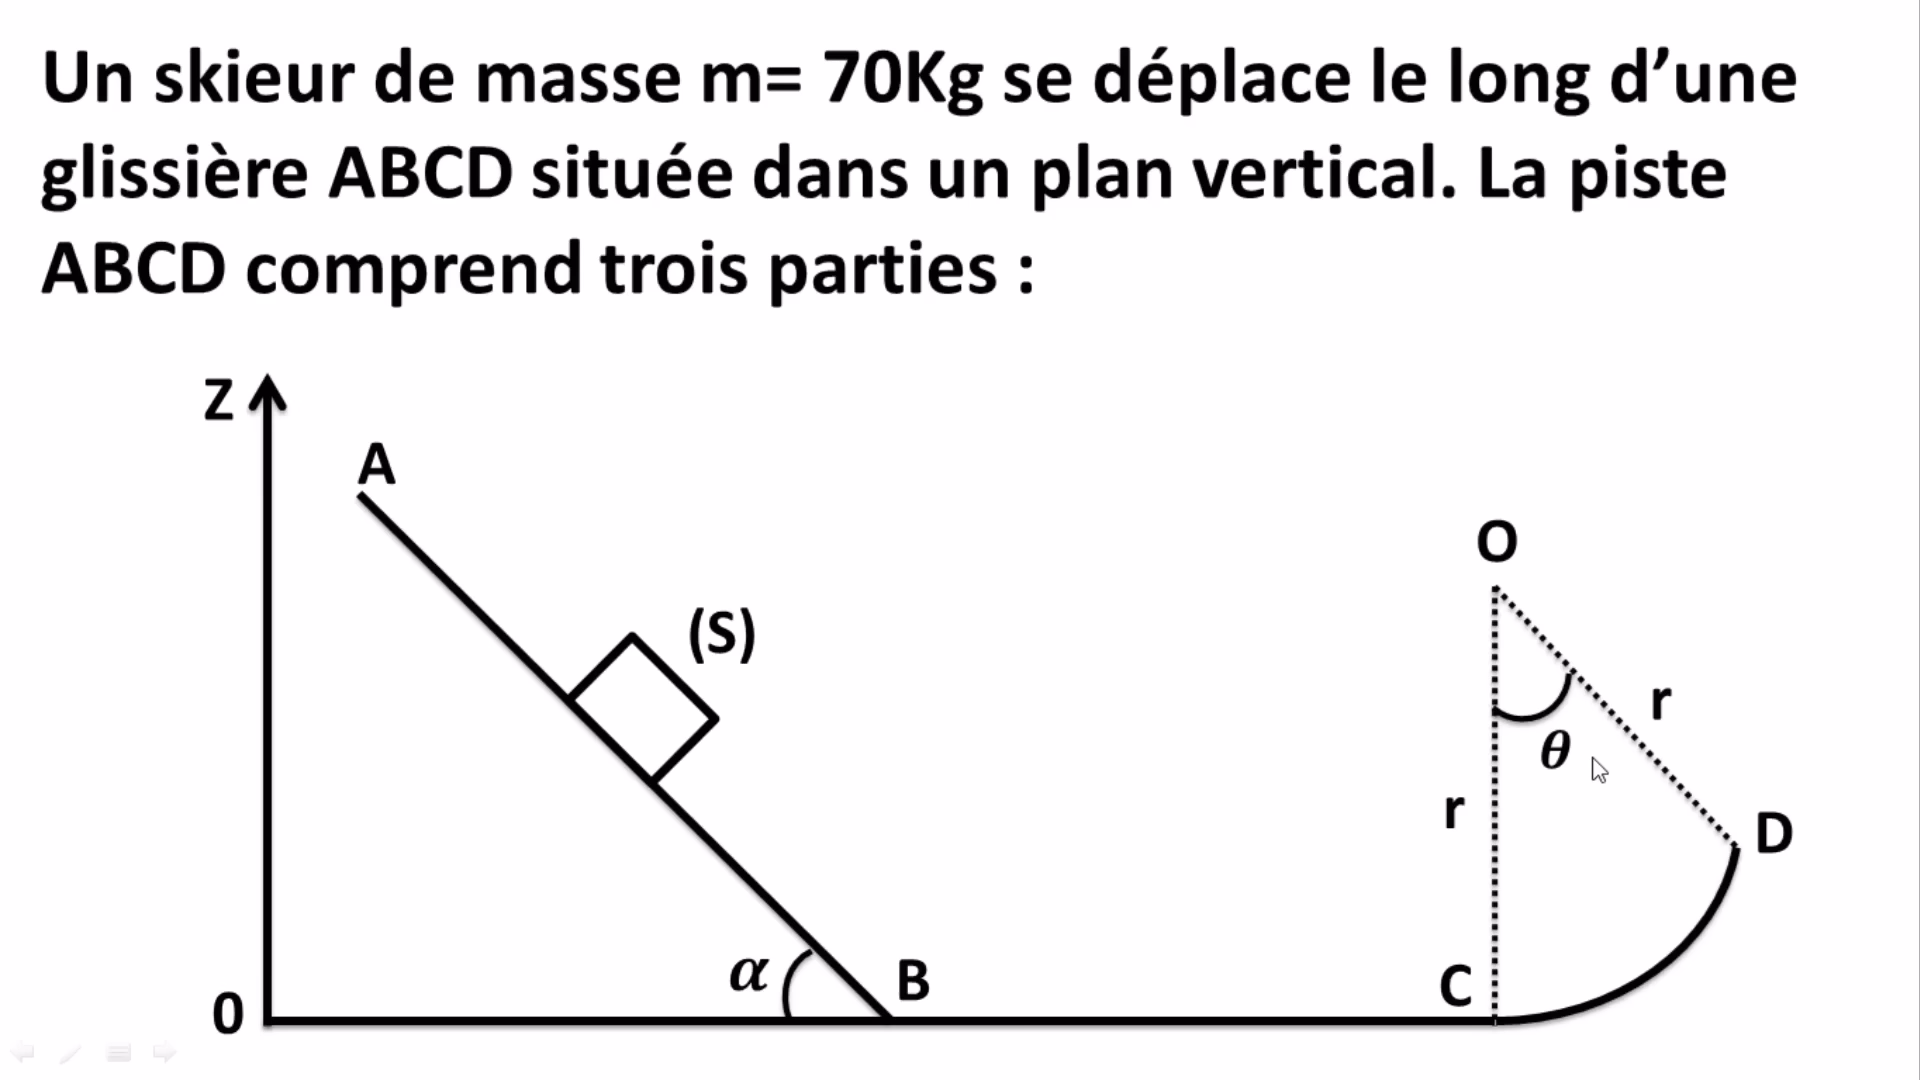 Un skieur de masse m= 70Kg se déplace le long d’une
glissière ABCD située dans un plan vertical. La piste
ABCD comprend trois parties :
Z
A
O
(S)
r
θ
r
D
α
B
C
0